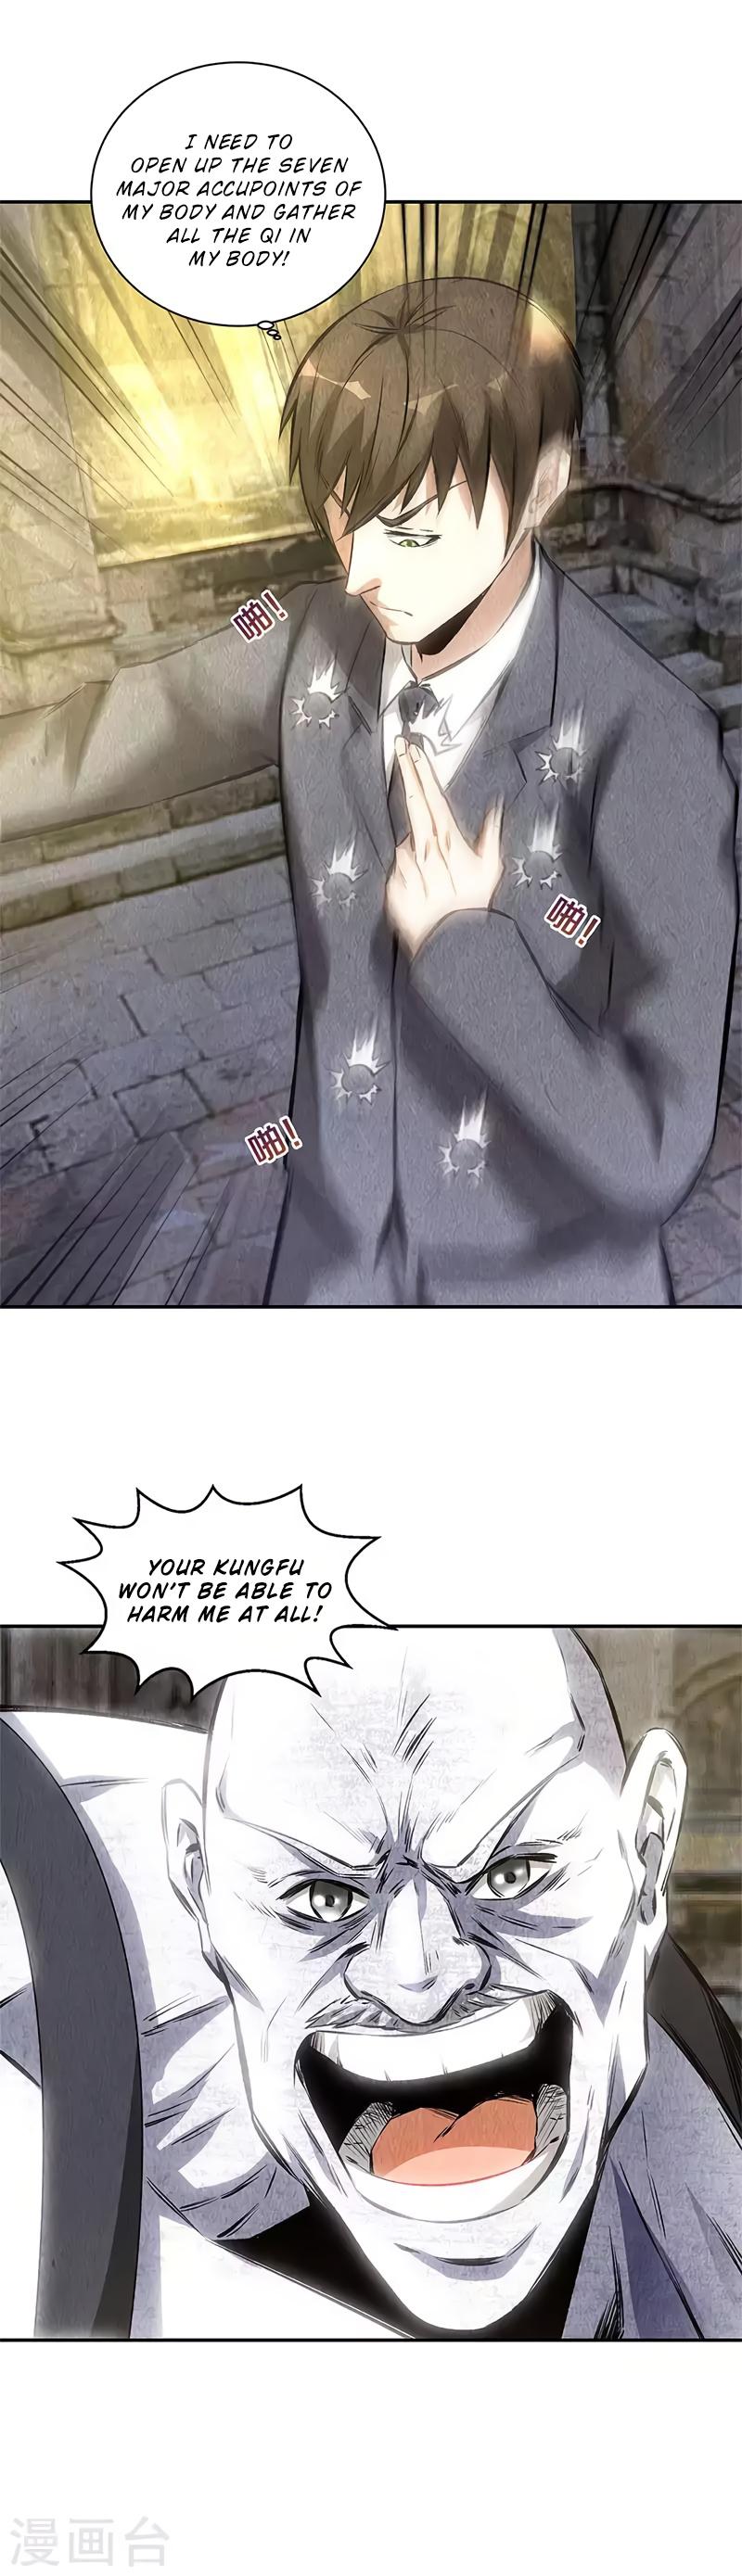 I NEED TO
OPEN UP THE SEVEN
MAJOR ACCUPOINTS OF
MY BODY AND GATHER
ALL THE QI IN
MY BODY!
啪!
啪!
啪!
YOUR KUNGFU
WON'T BE ABLE TO
HARM ME AT ALL!
漫画台